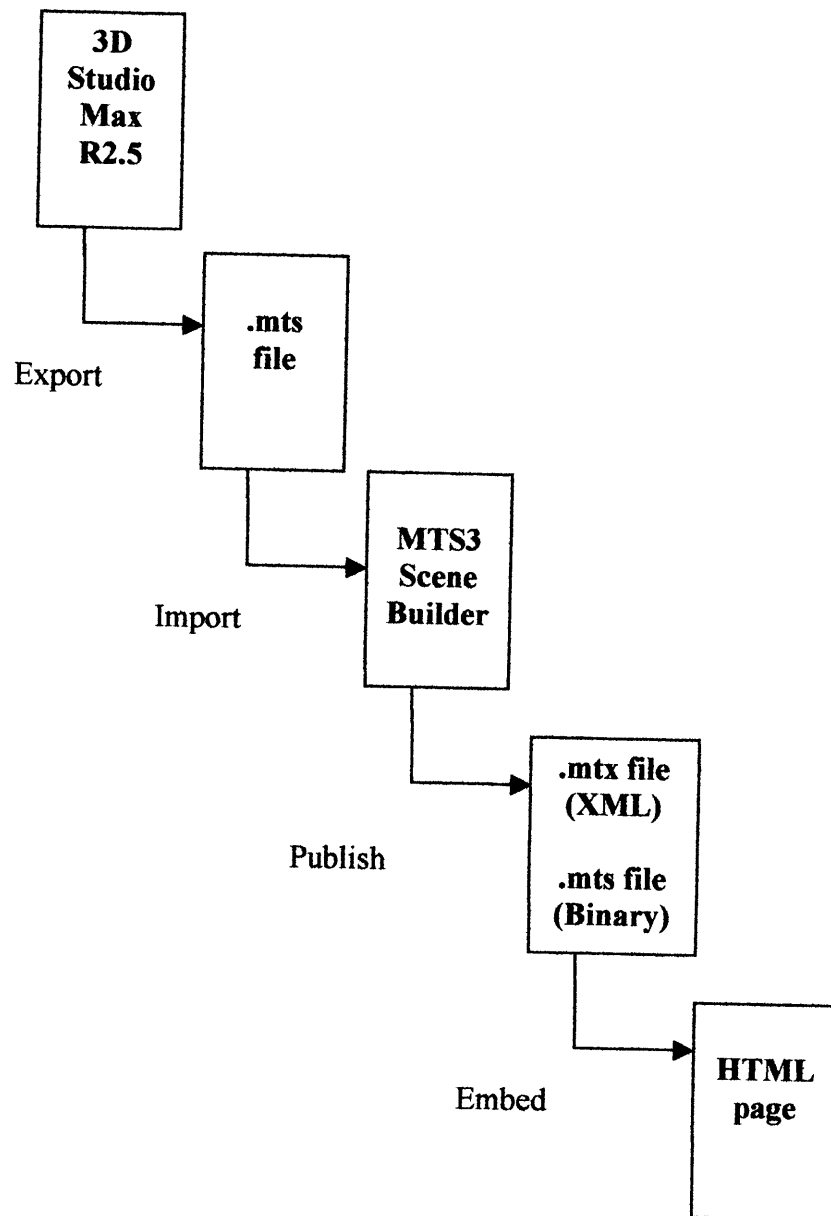 3D
Studio
Max
R2.5
Export
.mts
file
Import
MTS3
Scene
Builder
Publish
.mtx file
(XML)
.mts file
(Binary)
Embed
HTML
page